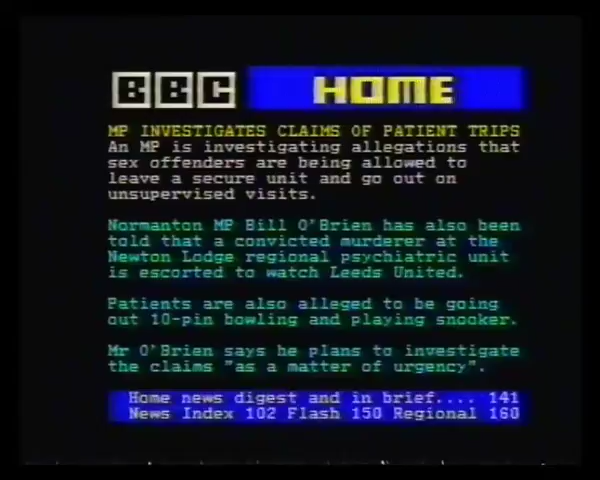 BBC HOME
MP INVESTIGATES CLAIMS OF PATIENT TRIPS
An MP is investigating allegations that
sex offenders are being allowed to
leave a secure unit and go out on
unsupervised visits.
Normanton MP Bill O'Brien has also been
told that a convicted murderer at the
Newton Lodge regional psychiatric unit
is escorted to watch Leeds United.
Patients are also alleged to be going
out 10-pin bowling and playing snooker.
Mr O'Brien says he plans to investigate
the claims "as a matter of urgency".
Home news digest and in brief.... 141
News Index 102 Flash 150 Regional 160